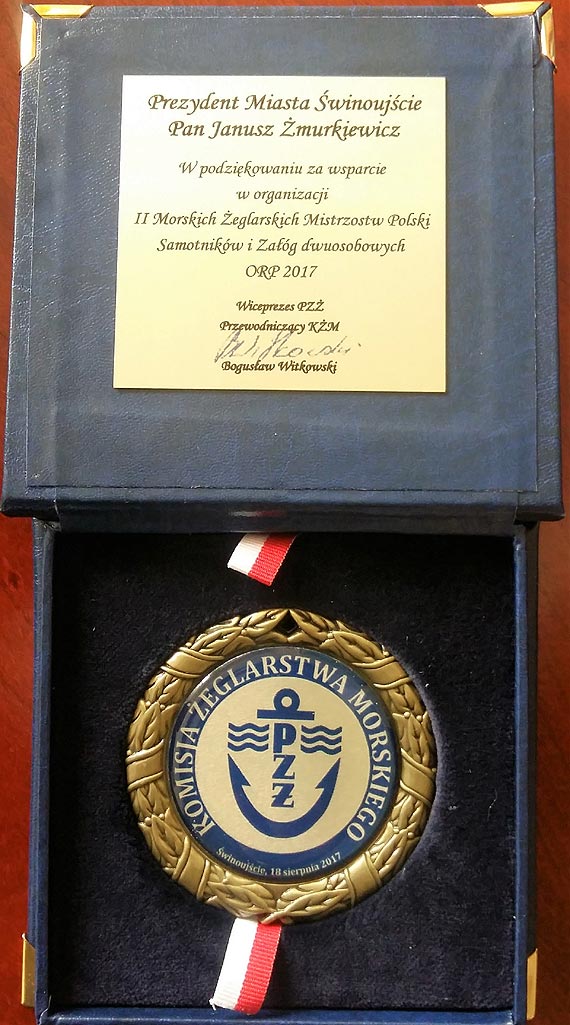 Prezydent Miasta Świnoujście
Pan Janusz Żmurkiewicz
W podziękowaniu za wsparcie
w organizacji
II Morskich Żeglarskich Mistrzostw Polski
Samotników i Załóg dwuosobowych
ORP 2017
Wiceprezes PZŻ
Przewodniczący KŻM
Witkowski
Bogusław Witkowski
KOMISJA ŻEGLARSTWA MORSKIEGO
P
Z
Ż
Świnoujście, 18 sierpnia 2017